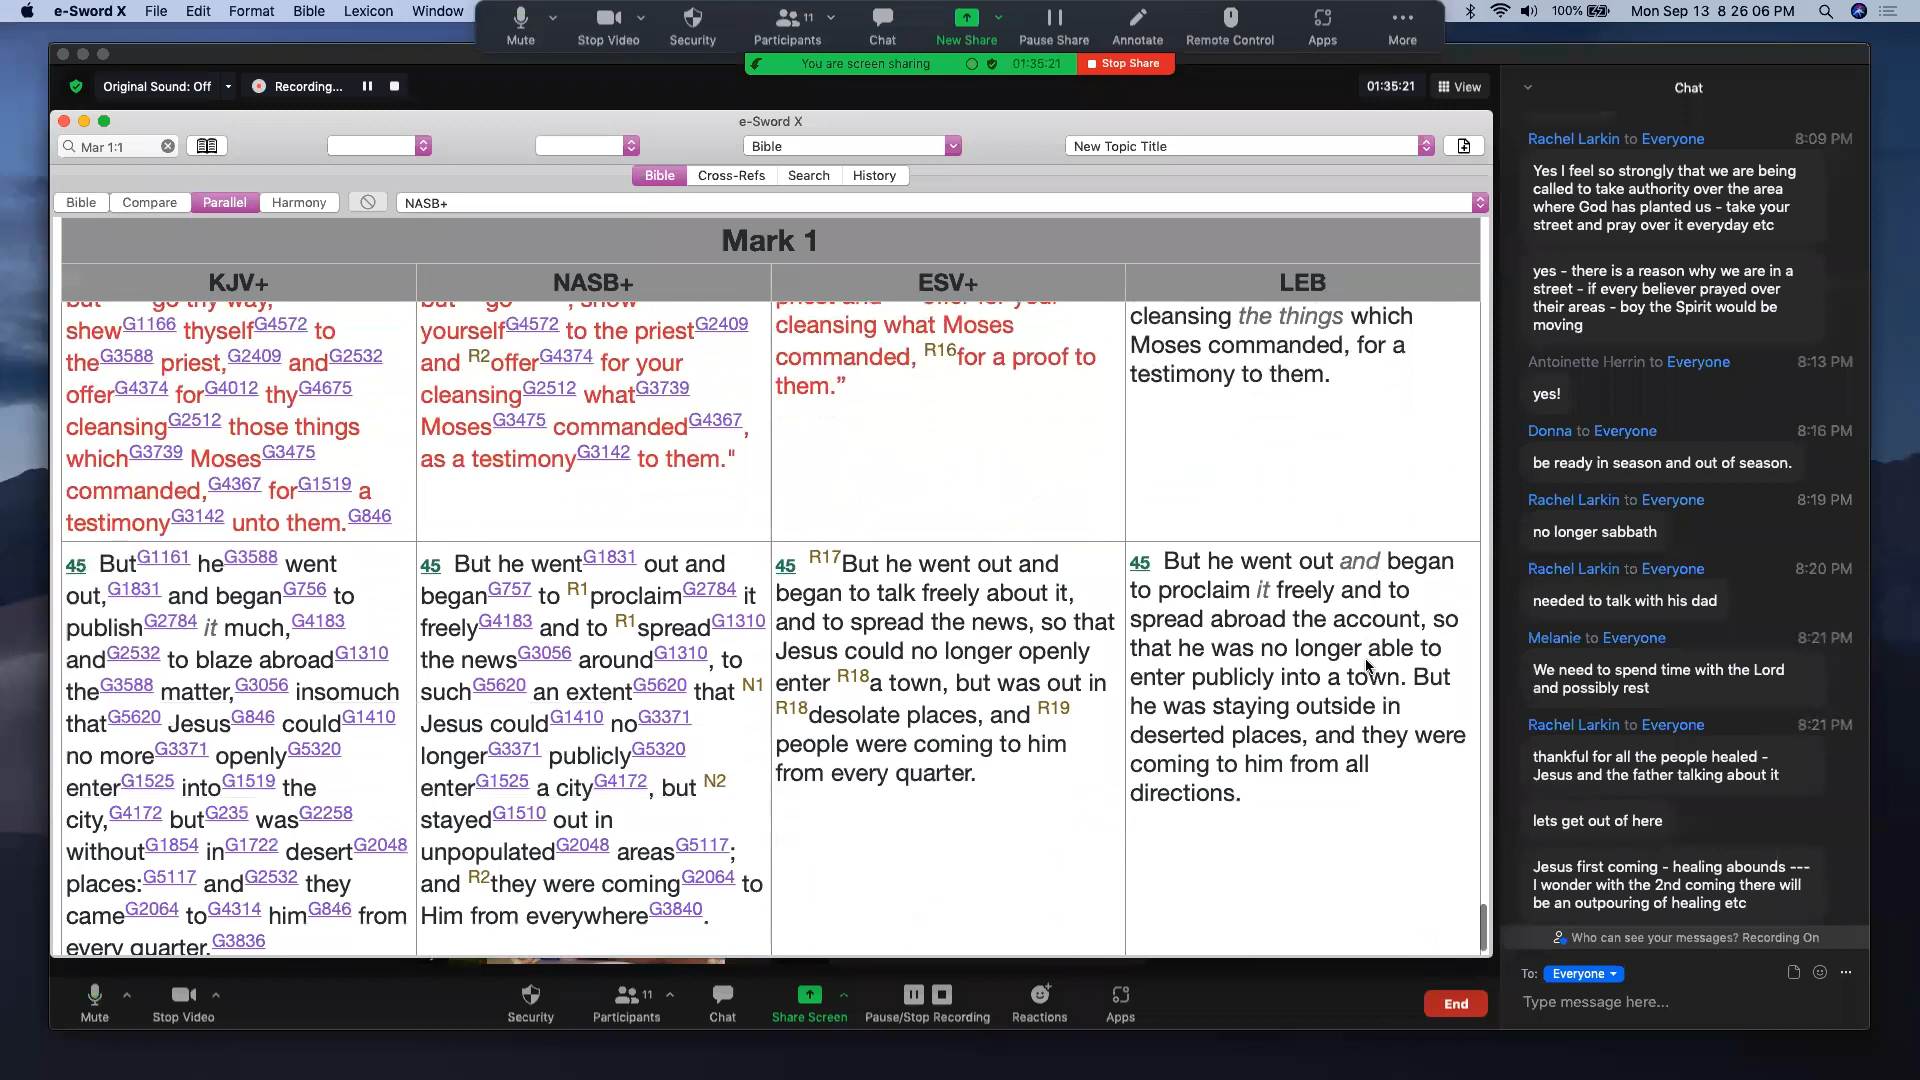 e-Sword X File Edit Format Bible Lexicon Window
100% Mon Sep 13 8 26 06 PM
Mute Stop Video Security Participants 11 Chat New Share Pause Share Annotate Remote Control Apps More
You are screen sharing 01:35:21 Stop Share
Original Sound: Off Recording... 01:35:21 View
e-Sword X
Mar 1:1 Bible New Topic Title
Bible Cross-Refs Search History
Bible Compare Parallel Harmony NASB+
Mark 1
KJV+ NASB+ ESV+ LEB
shewG1166 thyselfG4572 to
theG3588 priest,G2409 andG2532
offerG4374 forG4012 thyG4675
cleansingG2512 those things
whichG3739 MosesG3475
commanded,G4367 forG1519 a
testimonyG3142 unto them.G846
yourselfG4572 to the priestG2409
and R2offerG4374 for your
cleansingG2512 whatG3739
MosesG3475 commandedG4367,
as a testimonyG3142 to them."
cleansing what Moses
commanded, R16for a proof to
them.”
cleansing the things which
Moses commanded, for a
testimony to them.
45 ButG1161 heG3588 went
out,G1831 and beganG756 to
publishG2784 it much,G4183
andG2532 to blaze abroadG1310
theG3588 matter,G3056 insomuch
thatG5620 JesusG846 couldG1410
no moreG3371 openlyG5320
enterG1525 intoG1519 the
city,G4172 butG235 wasG2258
withoutG1854 inG1722 desertG2048
places:G5117 andG2532 they
cameG2064 toG4314 himG846 from
every quarter.G3836
45 But he wentG1831 out and
beganG757 to R1proclaimG2784 it
freelyG4183 and to R1spreadG1310
the newsG3056 aroundG1310, to
suchG5620 an extentG5620 that N1
Jesus couldG1410 noG3371
longerG3371 publiclyG5320
enterG1525 a cityG4172, but N2
stayedG1510 out in
unpopulatedG2048 areasG5117;
and R2they were comingG2064 to
Him from everywhereG3840.
45 R17But he went out and
began to talk freely about it,
and to spread the news, so that
Jesus could no longer openly
enter R18a town, but was out in
R18desolate places, and R19
people were coming to him
from every quarter.
45 But he went out and began
to proclaim it freely and to
spread abroad the account, so
that he was no longer able to
enter publicly into a town. But
he was staying outside in
deserted places, and they were
coming to him from all
directions.
Chat
Rachel Larkin to Everyone 8:09 PM
Yes I feel so strongly that we are being
called to take authority over the area
where God has planted us - take your
street and pray over it everyday etc
yes - there is a reason why we are in a
street - if every believer prayed over
their areas - boy the Spirit would be
moving
Antoinette Herrin to Everyone 8:13 PM
yes!
Donna to Everyone 8:16 PM
be ready in season and out of season.
Rachel Larkin to Everyone 8:19 PM
no longer sabbath
Rachel Larkin to Everyone 8:20 PM
needed to talk with his dad
Melanie to Everyone 8:21 PM
We need to spend time with the Lord
and possibly rest
Rachel Larkin to Everyone 8:21 PM
thankful for all the people healed -
Jesus and the father talking about it
lets get out of here
Jesus first coming - healing abounds ---
I wonder with the 2nd coming there will
be an outpouring of healing etc
Who can see your messages? Recording On
To: Everyone
Type message here...
Mute Stop Video Security Participants 11 Chat Share Screen Pause/Stop Recording Reactions Apps End